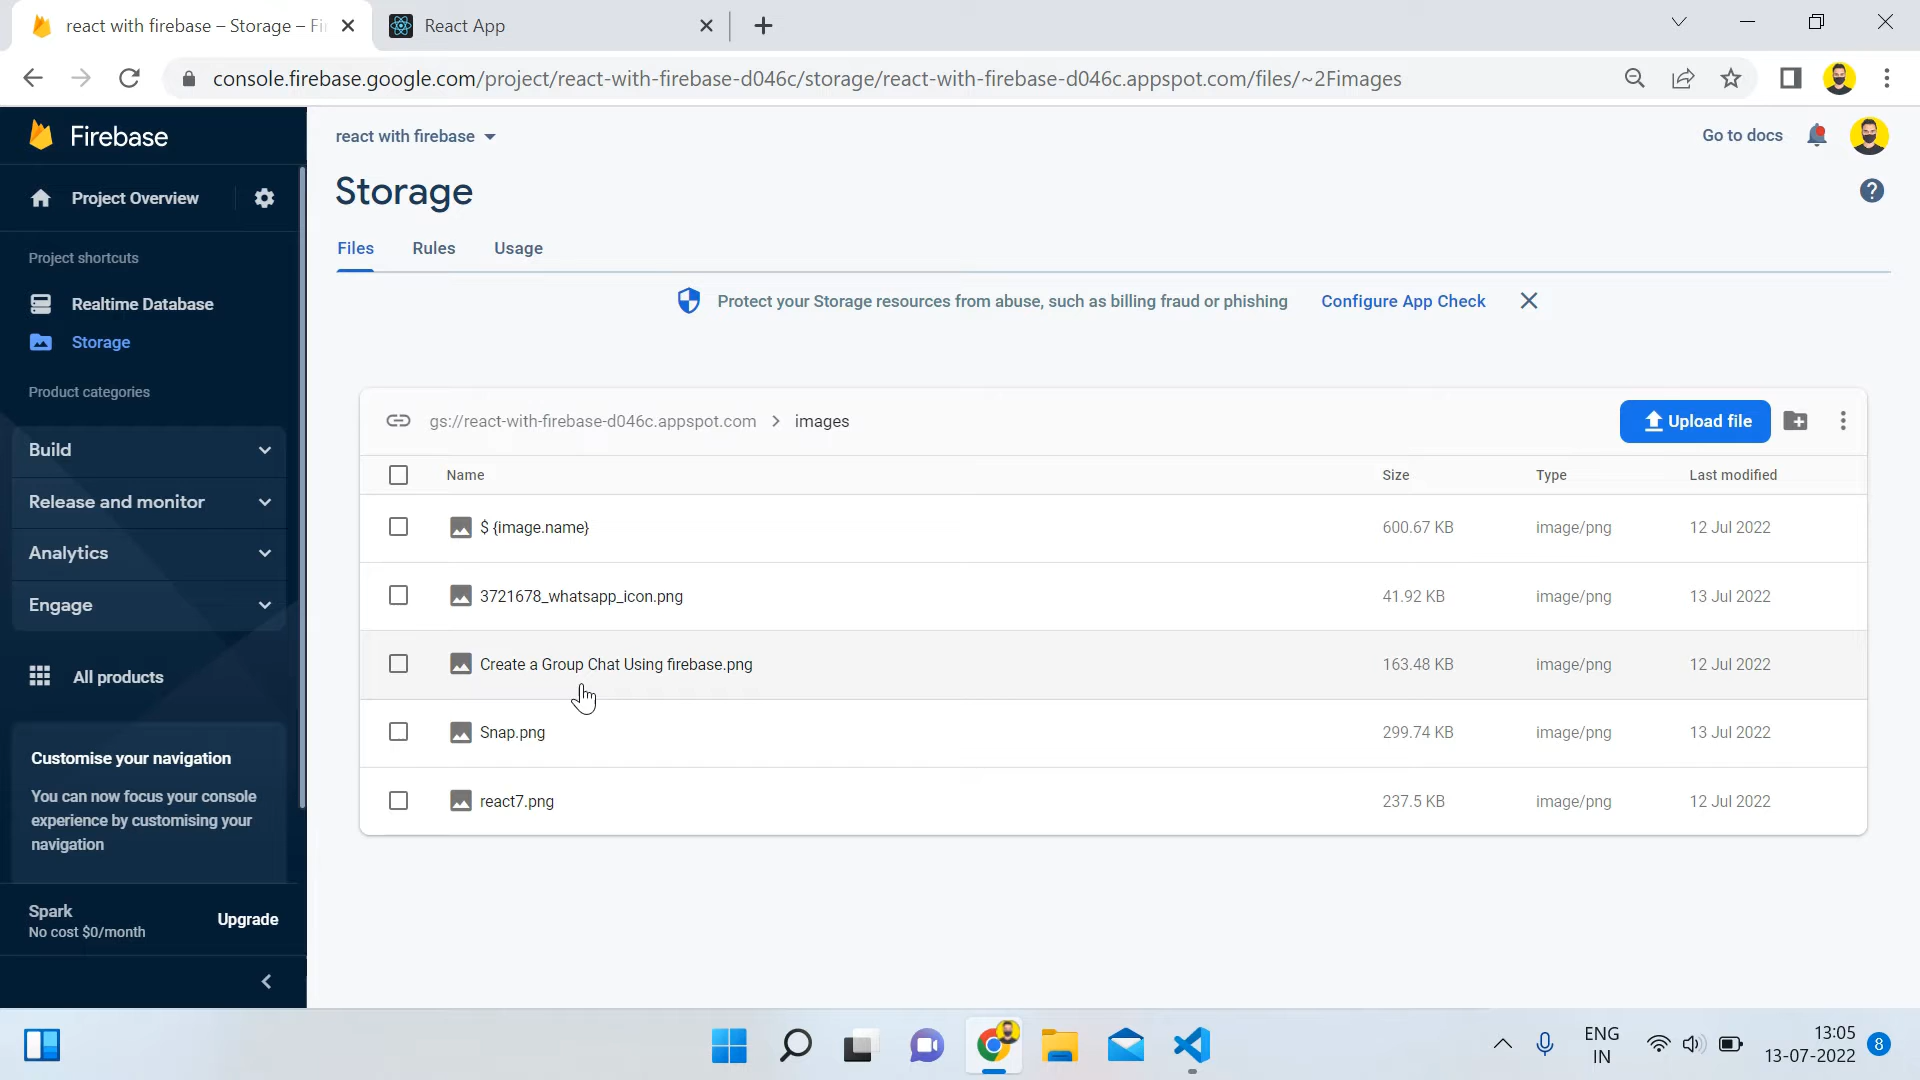 react with firebase – Storage – Fi
React App
console.firebase.google.com/project/react-with-firebase-d046c/storage/react-with-firebase-d046c.appspot.com/files/~2Fimages
Firebase
react with firebase
Go to docs
Project Overview
Storage
Files Rules Usage
Project shortcuts
Realtime Database
Storage
Protect your Storage resources from abuse, such as billing fraud or phishing Configure App Check
Product categories
Build
Release and monitor
Analytics
Engage
All products
gs://react-with-firebase-d046c.appspot.com > images
Upload file
Name Size Type Last modified
$ {image.name} 600.67 KB image/png 12 Jul 2022
3721678_whatsapp_icon.png 41.92 KB image/png 13 Jul 2022
Create a Group Chat Using firebase.png 163.48 KB image/png 12 Jul 2022
Snap.png 299.74 KB image/png 13 Jul 2022
react7.png 237.5 KB image/png 12 Jul 2022
Customise your navigation
You can now focus your console
experience by customising your
navigation
Spark
No cost $0/month
Upgrade
ENG
IN
13:05
13-07-2022
8